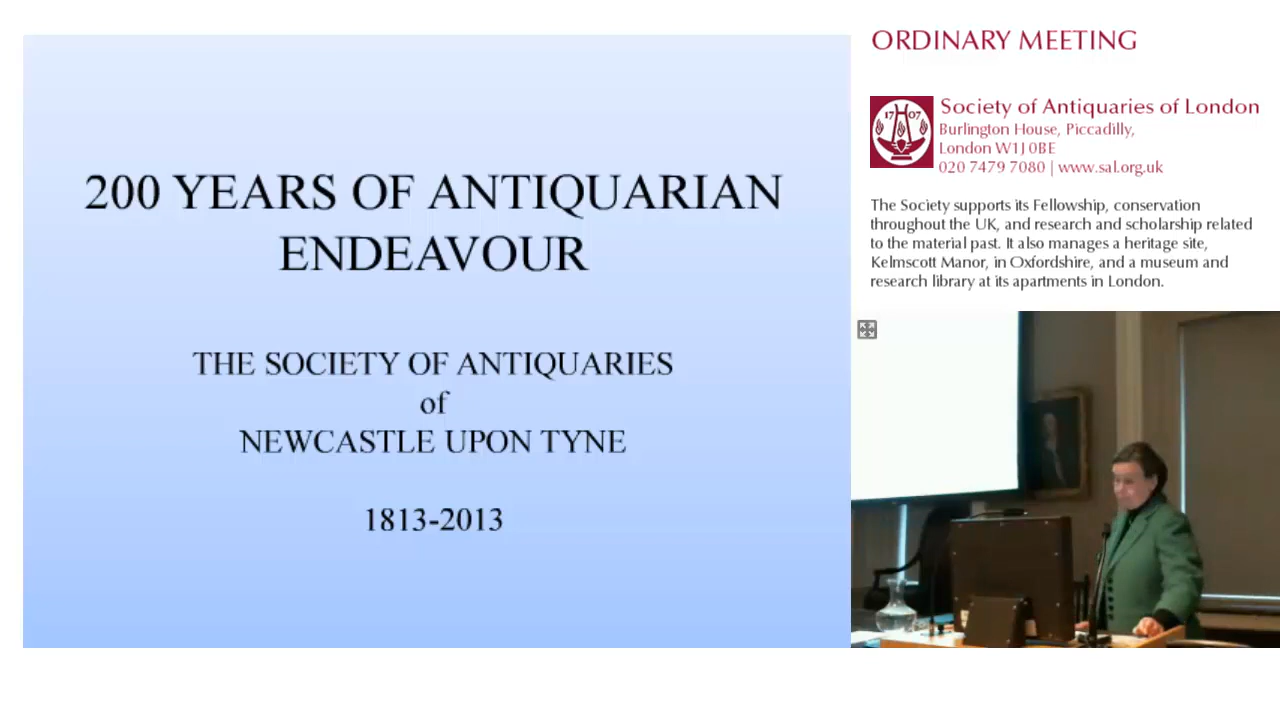 200 YEARS OF ANTIQUARIAN
ENDEAVOUR
THE SOCIETY OF ANTIQUARIES
of
NEWCASTLE UPON TYNE
1813-2013
ORDINARY MEETING
1707
Society of Antiquaries of London
Burlington House, Piccadilly,
London W1J 0BE
020 7479 7080 | www.sal.org.uk
The Society supports its Fellowship, conservation
throughout the UK, and research and scholarship related
to the material past. It also manages a heritage site,
Kelmscott Manor, in Oxfordshire, and a museum and
research library at its apartments in London.